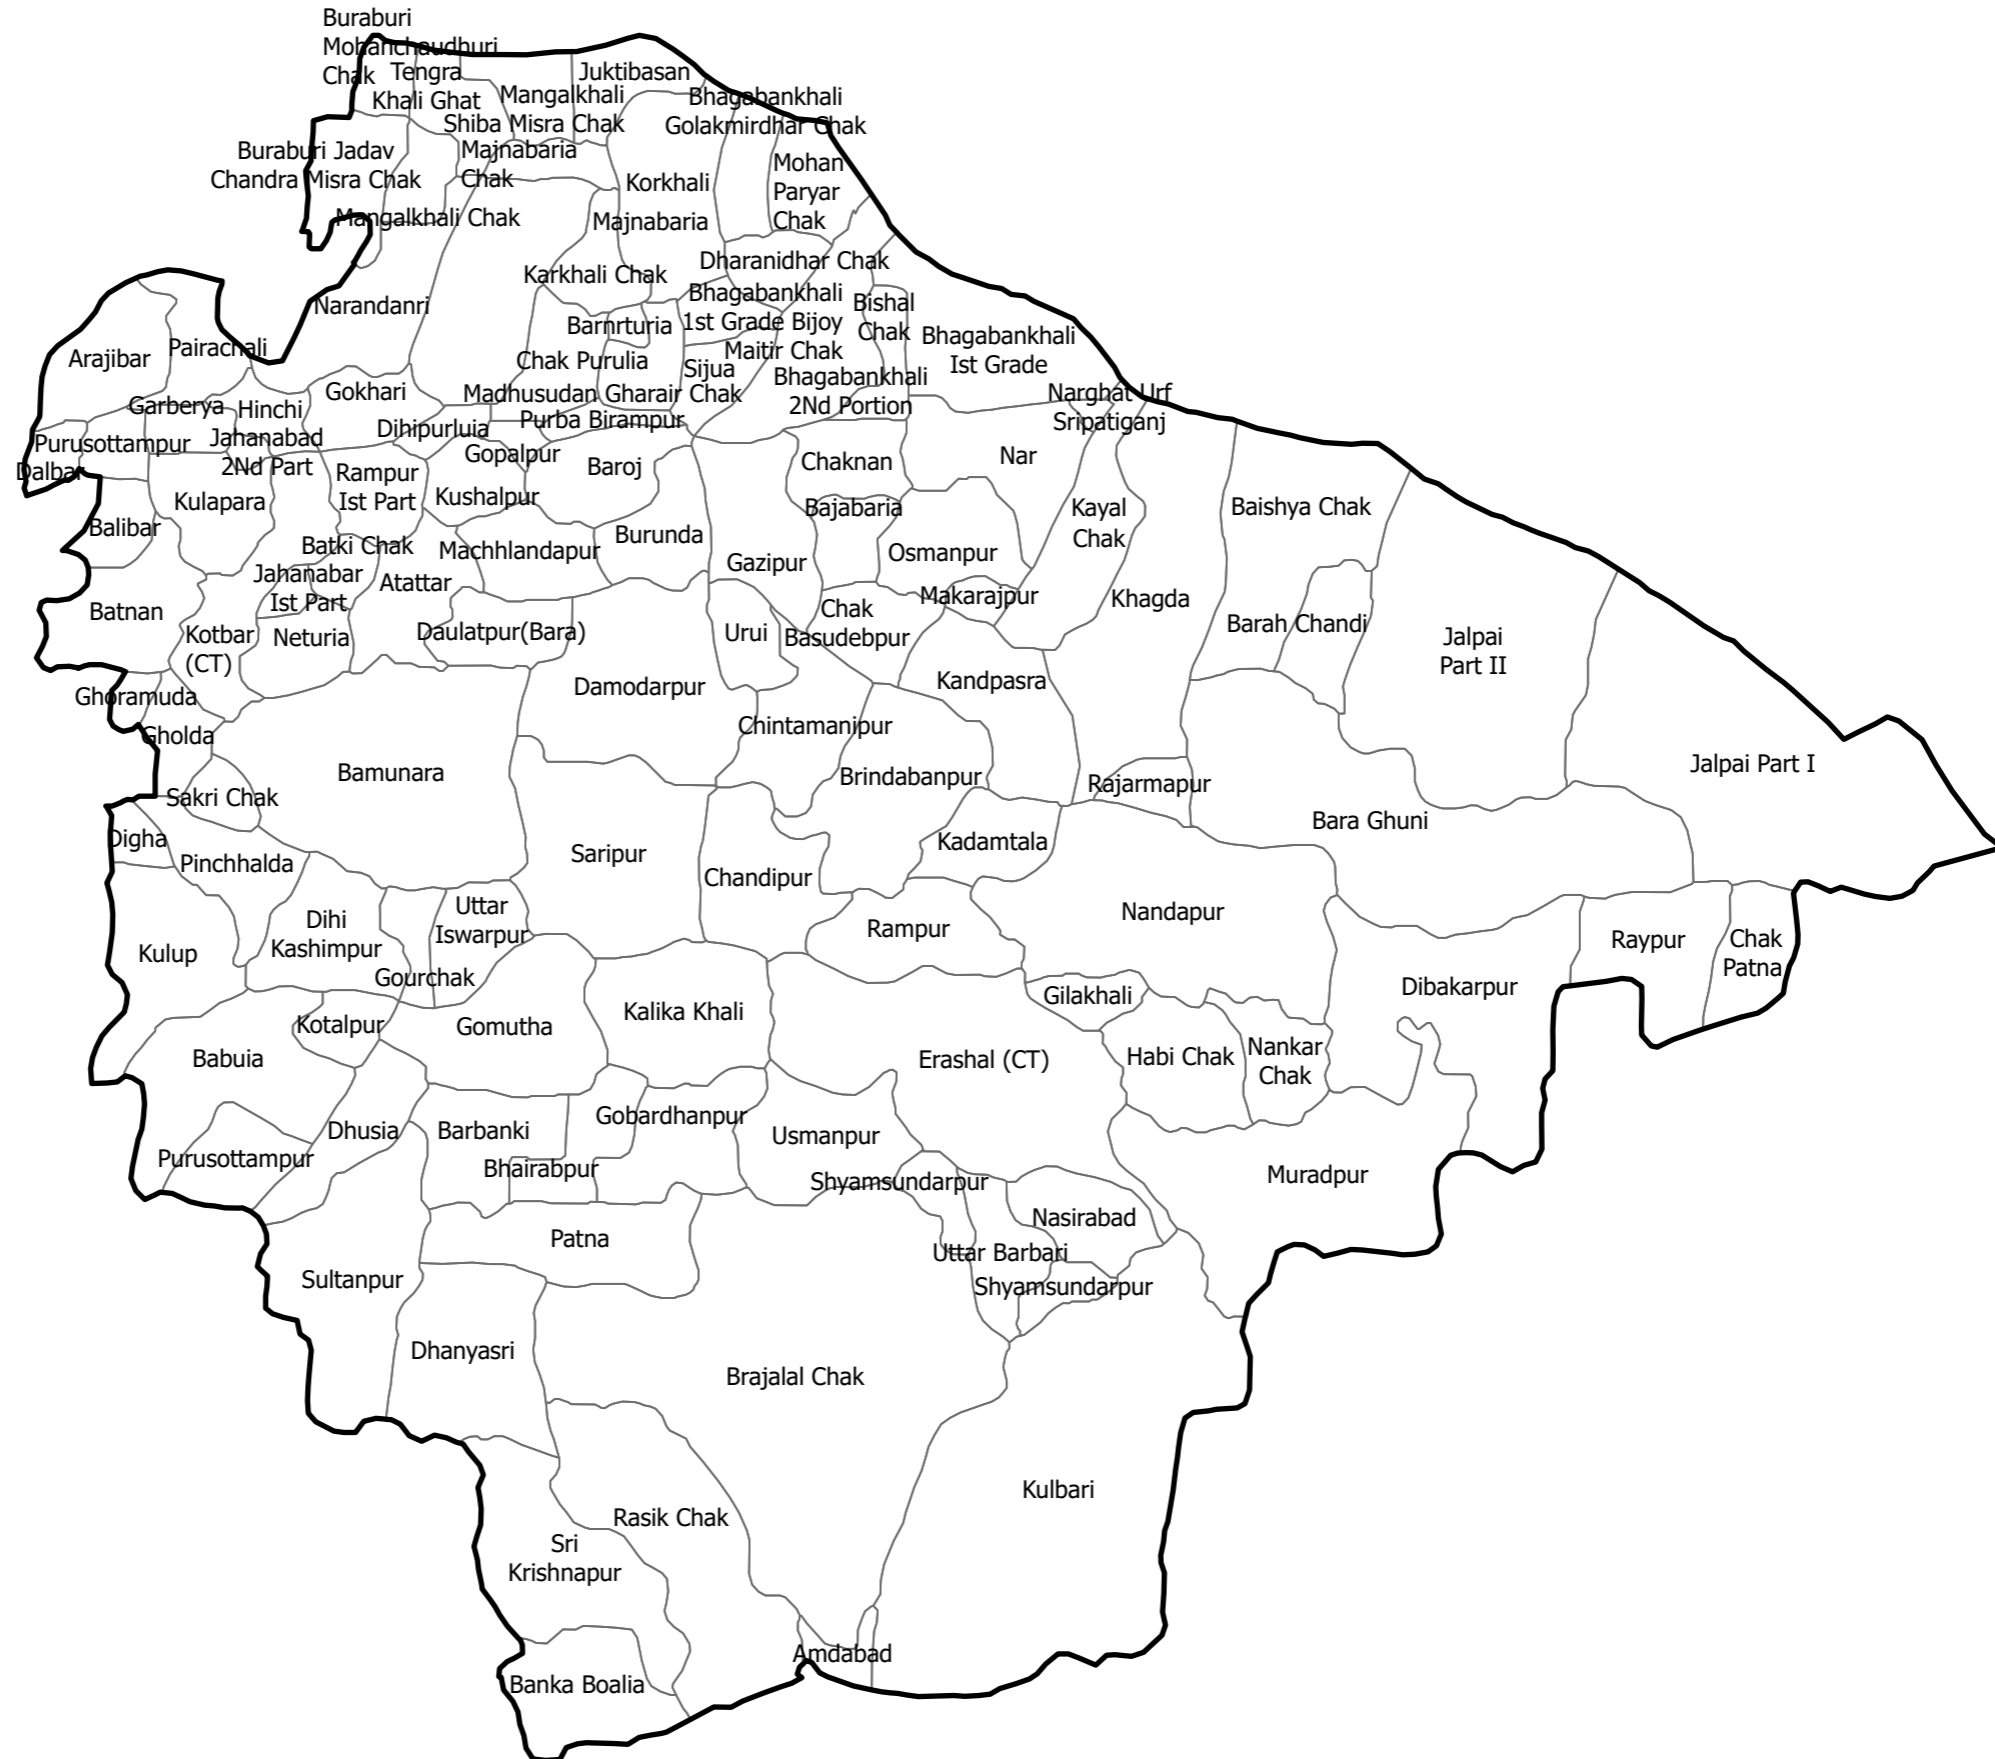 Buraburi
Mohanchaudhuri
Chak
Tengra
Khali Ghat
Mangalkhali
Shiba Misra Chak
Juktibasan
Bhagabankhali
Golakmirdhar Chak
Buraburi Jadav
Chandra Misra Chak
Majnabaria
Chak
Korkhali
Mohan
Paryar
Chak
Mangalkhali Chak
Majnabaria
Dharanidhar Chak
Karkhali Chak
Narandanri
Bhagabankhali
1st Grade Bijoy
Maitir Chak
Bishal
Chak
Bhagabankhali
Ist Grade
Barnrturia
Arajibar
Pairachali
Chak Purulia
Sijua
Bhagabankhali
2Nd Portion
Gokhari
Madhusudan Gharair Chak
Narghat Urf
Sripatiganj
Garberya
Hinchi
Purba Birampur
Dihipurluia
Purusottampur
Jahanabad
2Nd Part
Dalbar
Gopalpur
Baroj
Chaknan
Nar
Rampur
Ist Part
Kulapara
Kushalpur
Bajabaria
Kayal
Chak
Baishya Chak
Balibar
Batki Chak
Machhlandapur
Burunda
Gazipur
Osmanpur
Jahanabar
Ist Part
Atattar
Makarajpur
Khagda
Batnan
Kotbar
(CT)
Neturia
Daulatpur(Bara)
Urui
Chak
Basudebpur
Barah Chandi
Jalpai
Part II
Ghoramuda
Damodarpur
Kandpasra
Gholda
Chintamanipur
Bamunara
Brindabanpur
Rajarmapur
Jalpai Part I
Sakri Chak
Bara Ghuni
Digha
Pinchhalda
Saripur
Chandipur
Kadamtala
Dihi
Kashimpur
Uttar
Iswarpur
Nandapur
Rampur
Kulup
Raypur
Chak
Patna
Gourchak
Dibakarpur
Gilakhali
Kotalpur
Gomutha
Kalika Khali
Babuia
Erashal (CT)
Habi Chak
Nankar
Chak
Dhusia
Barbanki
Gobardhanpur
Usmanpur
Purusottampur
Bhairabpur
Shyamsundarpur
Muradpur
Patna
Nasirabad
Uttar Barbari
Sultanpur
Shyamsundarpur
Dhanyasri
Brajalal Chak
Kulbari
Rasik Chak
Sri
Krishnapur
Amdabad
Banka Boalia